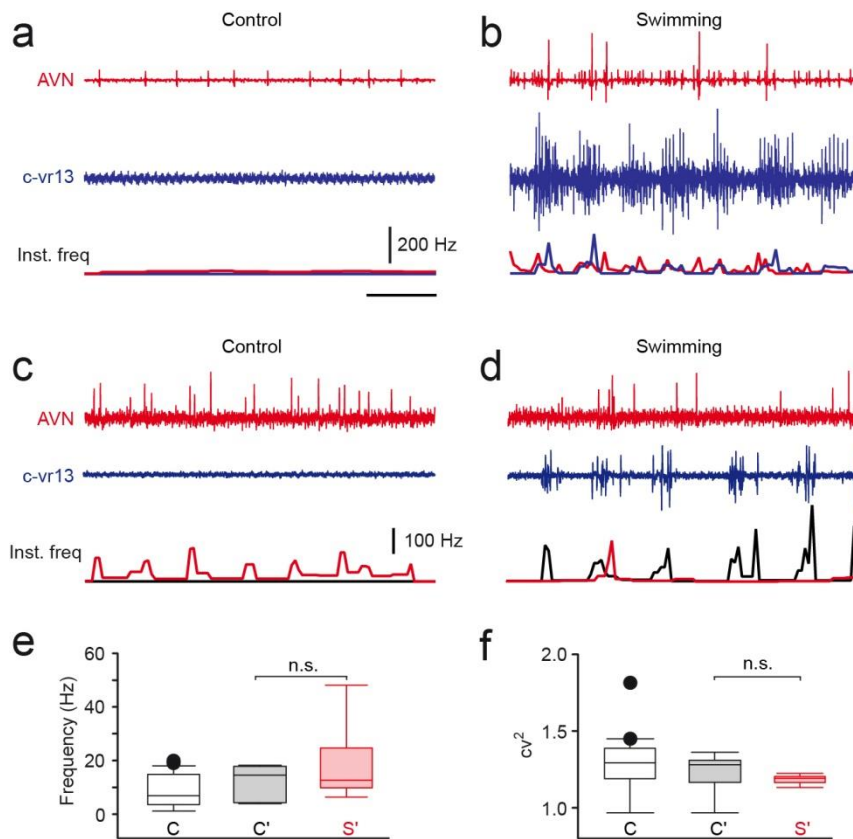 a
Control
AVN
c-vr13
Inst. freq
200 Hz
b
Swimming
c
Control
AVN
c-vr13
Inst. freq
100 Hz
d
Swimming
e
Frequency (Hz)
60
40
20
0
n.s.
C
C'
S'
f
cv²
2.0
1.5
1.0
n.s.
C
C'
S'